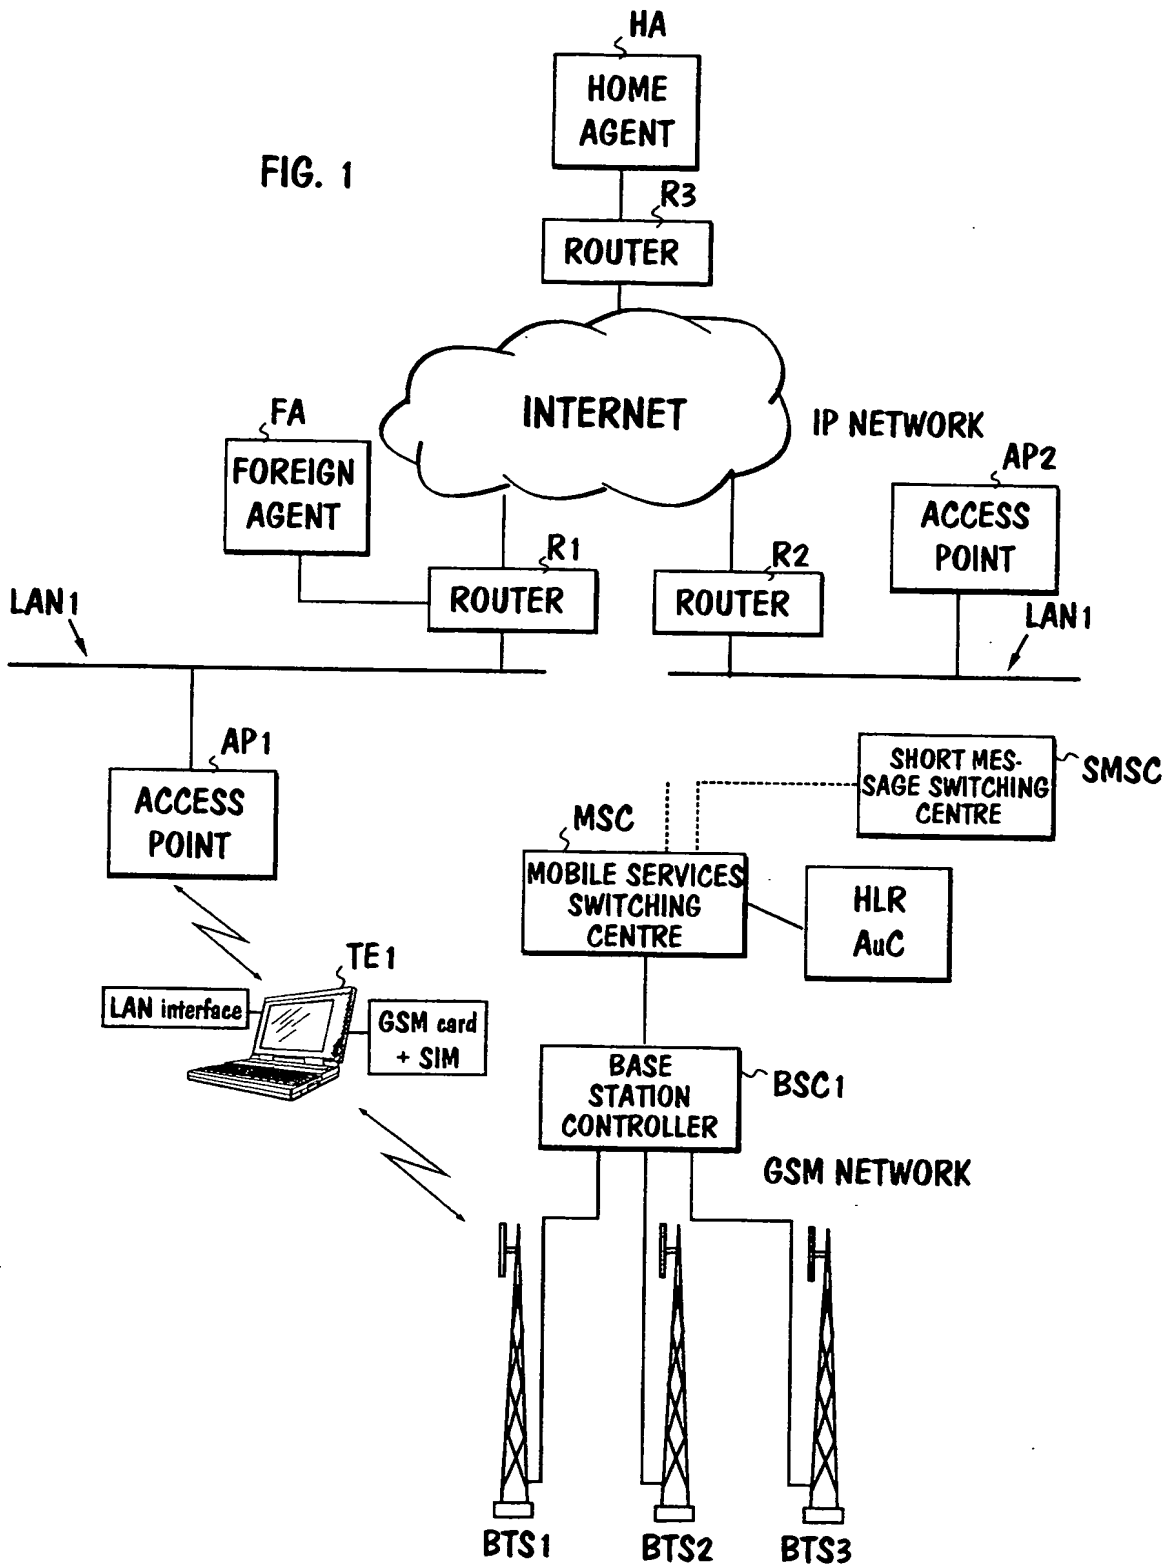 HA
HOME
AGENT
FIG. 1
R3
ROUTER
INTERNET
IP NETWORK
FA
FOREIGN
AGENT
AP2
ACCESS
POINT
R1
ROUTER
R2
ROUTER
LAN1
LAN1
AP1
ACCESS
POINT
SHORT MES-
SAGE SWITCHING
CENTRE
SMSC
MSC
MOBILE SERVICES
SWITCHING
CENTRE
HLR
AuC
TE1
LAN interface
GSM card
+ SIM
BASE
STATION
CONTROLLER
BSC1
GSM NETWORK
BTS1
BTS2
BTS3